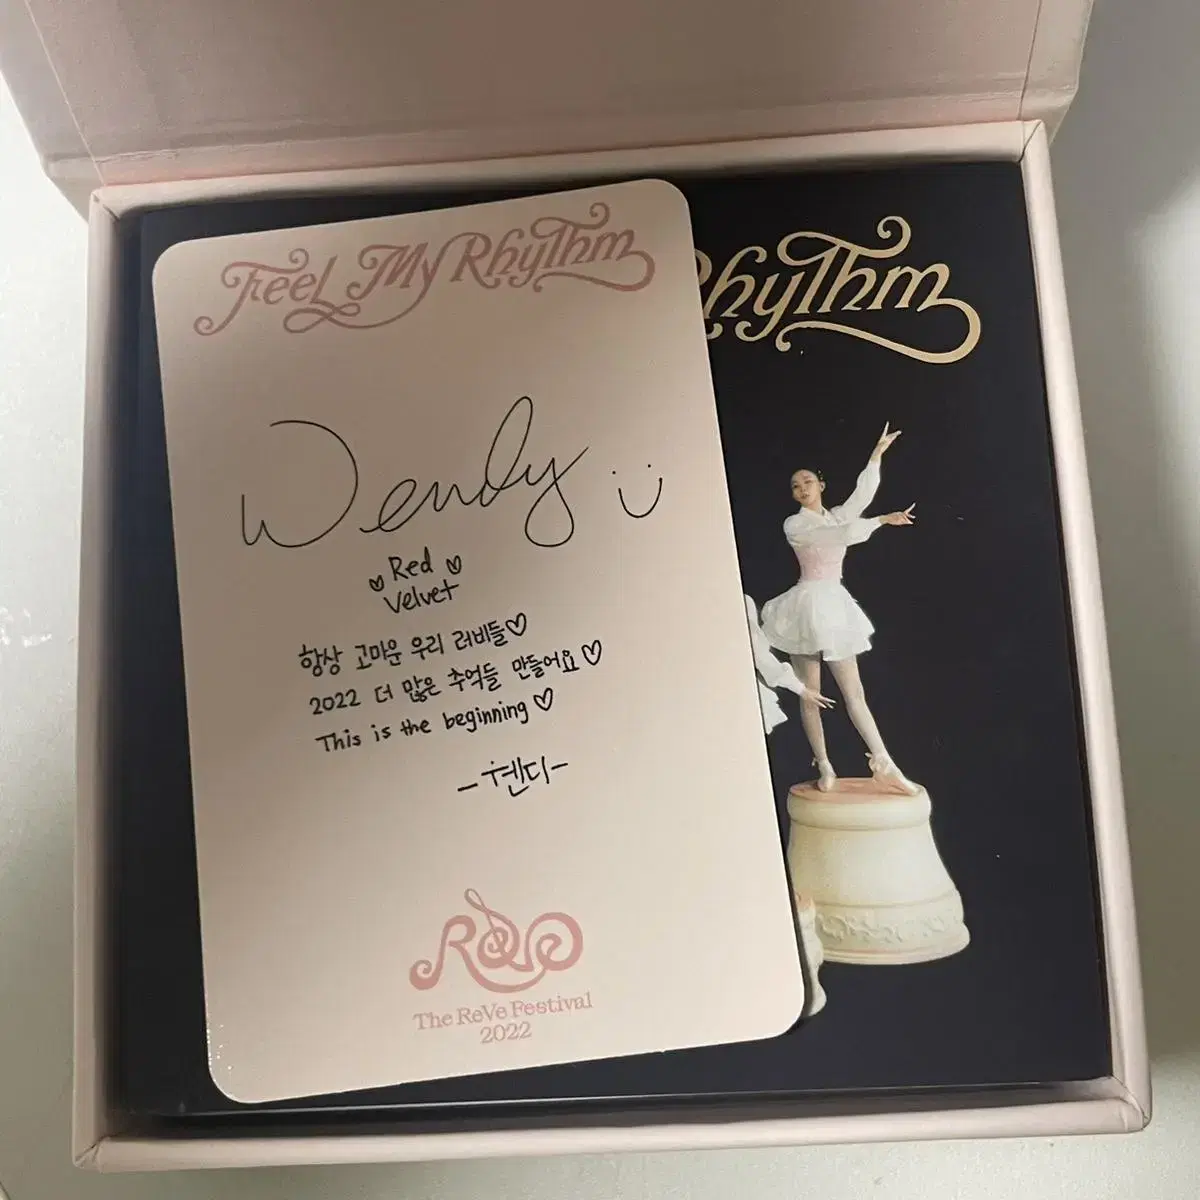 Feel My Rhythm
Rhythm
Wendy
Red
Velvet
항상 고마운 우리 러비들♡
2022 더 많은 추억들 만들어요♡
This is the beginning♡
-웬디-
ReVe
The ReVe Festival
2022